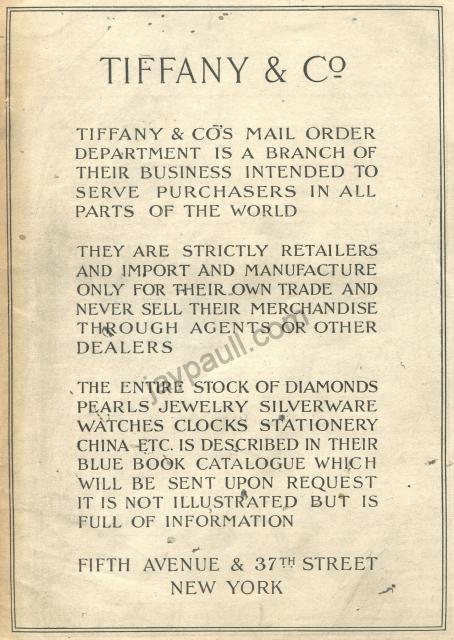 TIFFANY & Cº
TIFFANY & CO'S MAIL ORDER
DEPARTMENT IS A BRANCH OF
THEIR BUSINESS INTENDED TO
SERVE PURCHASERS IN ALL
PARTS OF THE WORLD
THEY ARE STRICTLY RETAILERS
AND IMPORT AND MANUFACTURE
ONLY FOR THEIR OWN TRADE AND
NEVER SELL THEIR MERCHANDISE
THROUGH AGENTS OR OTHER
DEALERS
jaypaull.com
THE ENTIRE STOCK OF DIAMONDS
PEARLS JEWELRY SILVERWARE
WATCHES CLOCKS STATIONERY
CHINA ETC. IS DESCRIBED IN THEIR
BLUE BOOK CATALOGUE WHICH
WILL BE SENT UPON REQUEST
IT IS NOT ILLUSTRATED BUT IS
FULL OF INFORMATION
FIFTH AVENUE & 37TH STREET
NEW YORK